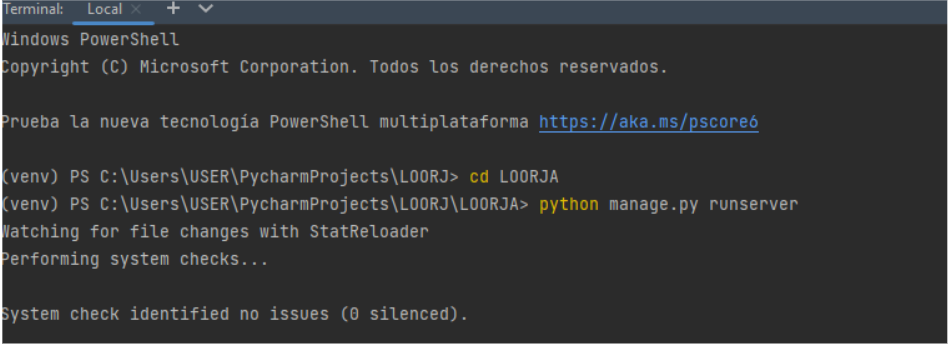 Terminal: Local × + ⌄
Windows PowerShell
Copyright (C) Microsoft Corporation. Todos los derechos reservados.
Prueba la nueva tecnología PowerShell multiplataforma https://aka.ms/pscore6
(venv) PS C:\Users\USER\PycharmProjects\LOORJ> cd LOORJA
(venv) PS C:\Users\USER\PycharmProjects\LOORJ\LOORJA> python manage.py runserver
Watching for file changes with StatReloader
Performing system checks...
System check identified no issues (0 silenced).